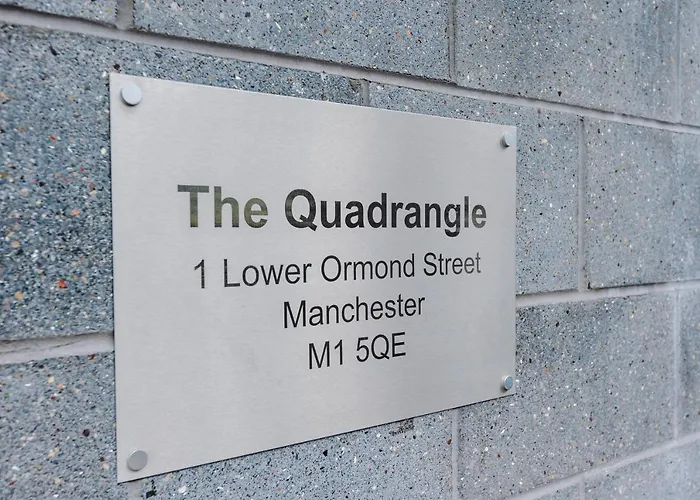 The Quadrangle
1 Lower Ormond Street
Manchester
M1 5QE